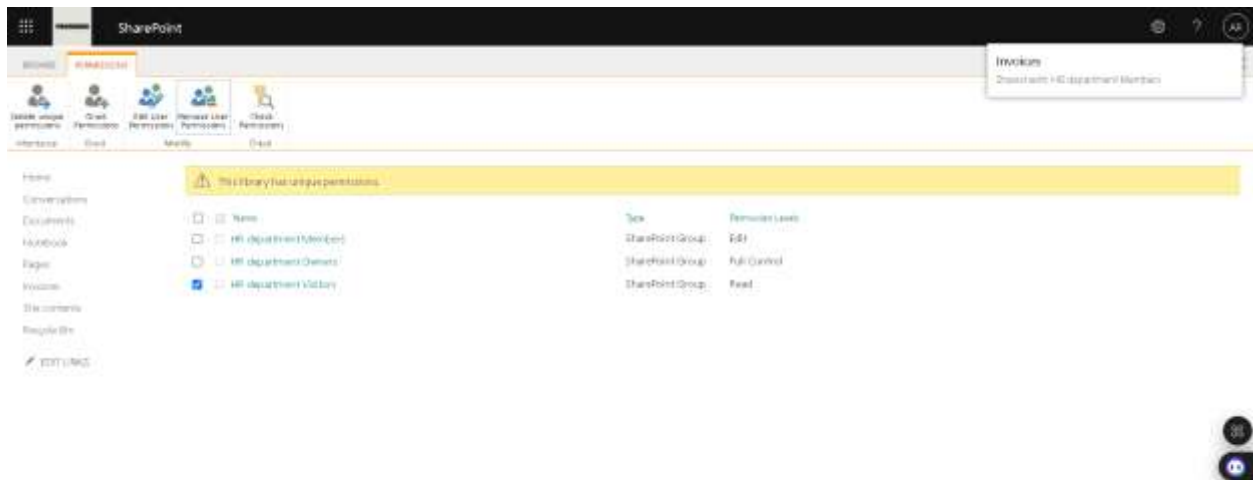 SharePoint
BROWSE PERMISSIONS
Invoices
Shared with HR department Members
Delete unique permissions
Grant Permissions
Edit User Permissions
Remove User Permissions
Check Permissions
Inheritance Grant Modify Check
Home
Conversations
Documents
Notebook
Pages
Invoices
Site contents
Recycle Bin
EDIT LINKS
This library has unique permissions.
Name Type Permission Levels
HR department Members SharePoint Group Edit
HR department Owners SharePoint Group Full Control
HR department Visitors SharePoint Group Read